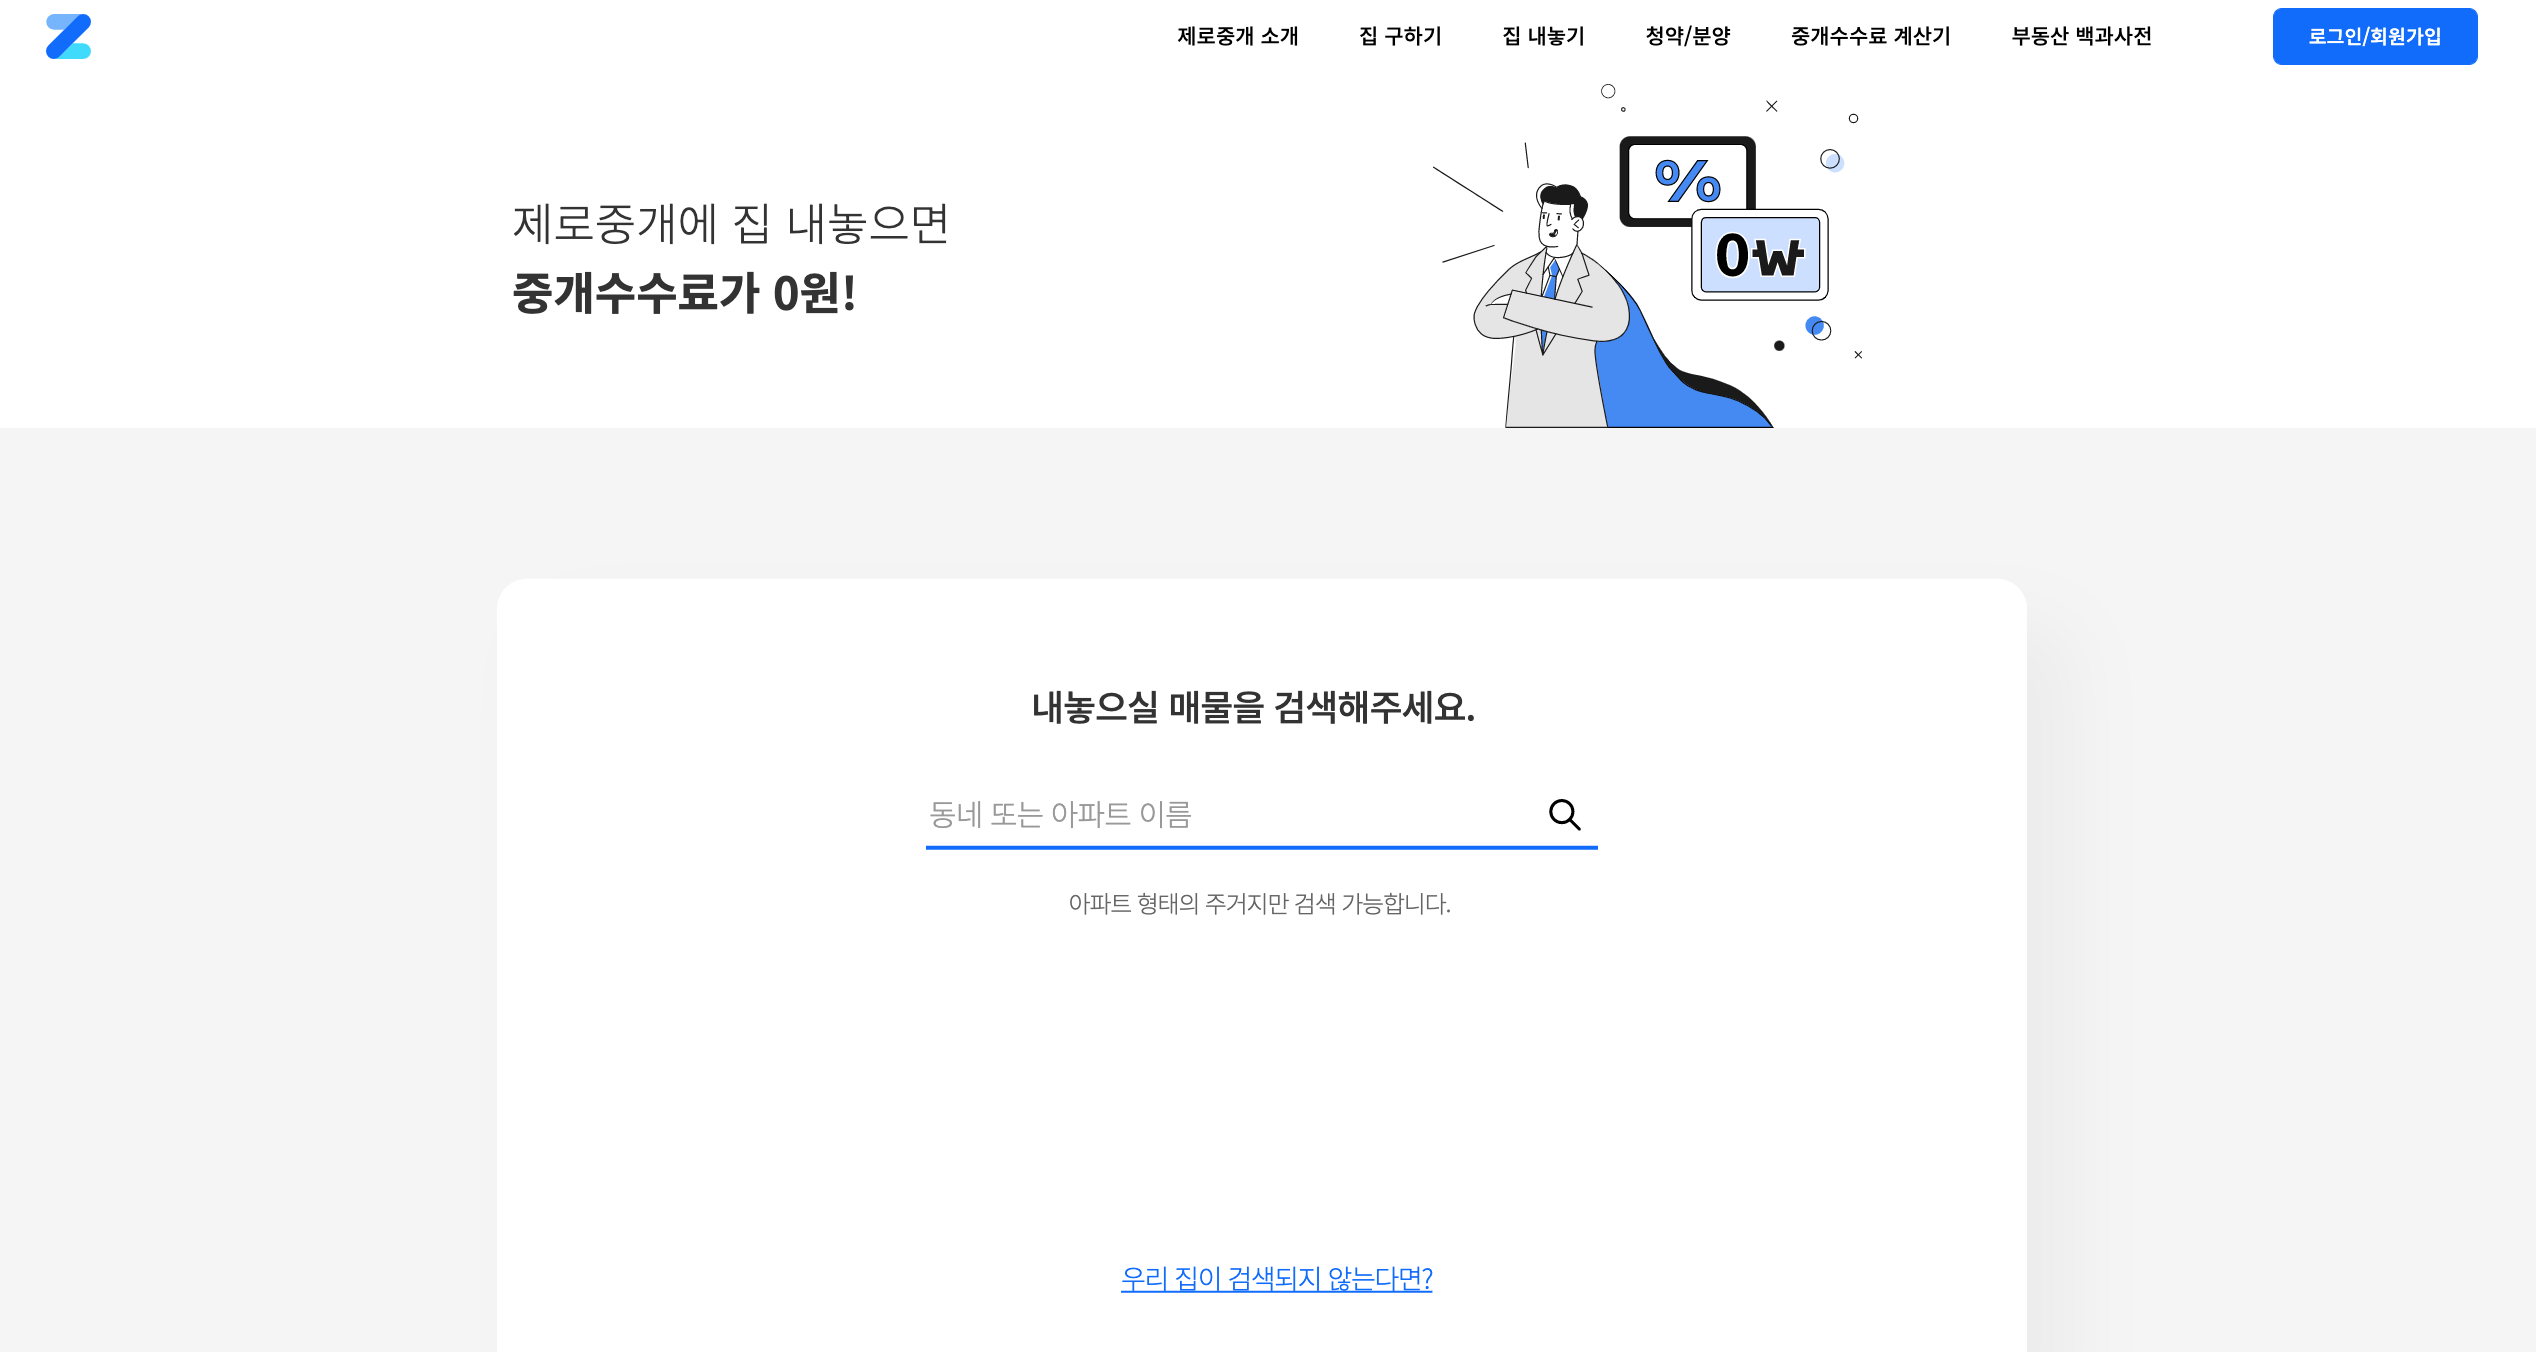 제로중개 소개
집 구하기
집 내놓기
청약/분양
중개수수료 계산기
부동산 백과사전
로그인/회원가입
제로중개에 집 내놓으면
중개수수료가 0원!
%
0₩
내놓으실 매물을 검색해주세요.
동네 또는 아파트 이름
아파트 형태의 주거지만 검색 가능합니다.
우리 집이 검색되지 않는다면?